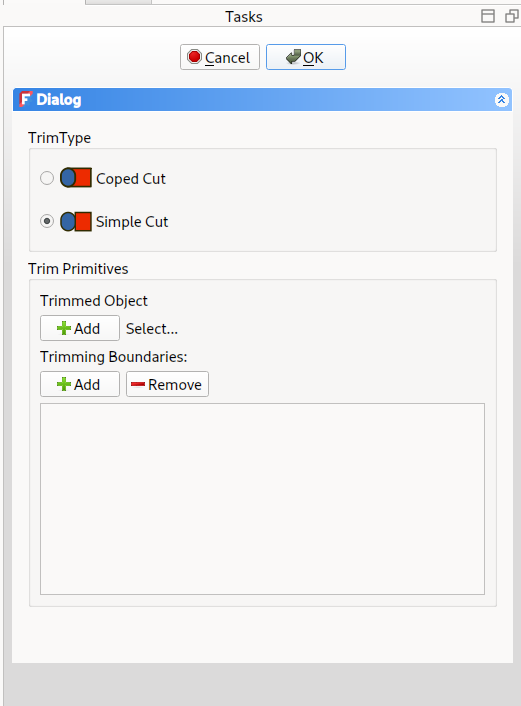 Tasks
Cancel OK
Dialog
TrimType
Coped Cut
Simple Cut
Trim Primitives
Trimmed Object
Add Select...
Trimming Boundaries:
Add Remove